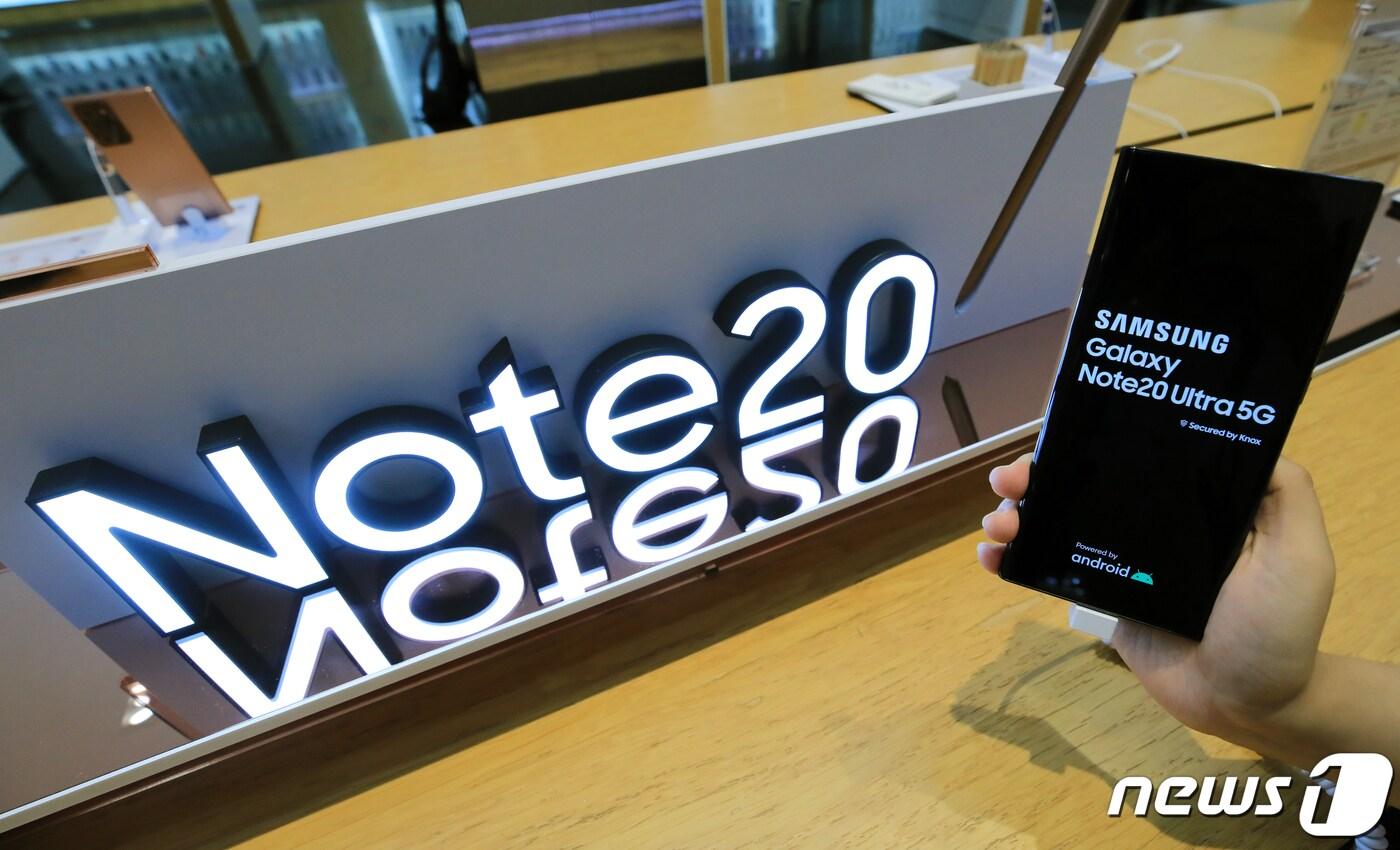 Note20
SAMSUNG
Galaxy
Note20 Ultra 5G
Secured by Knox
Powered by
android
news1